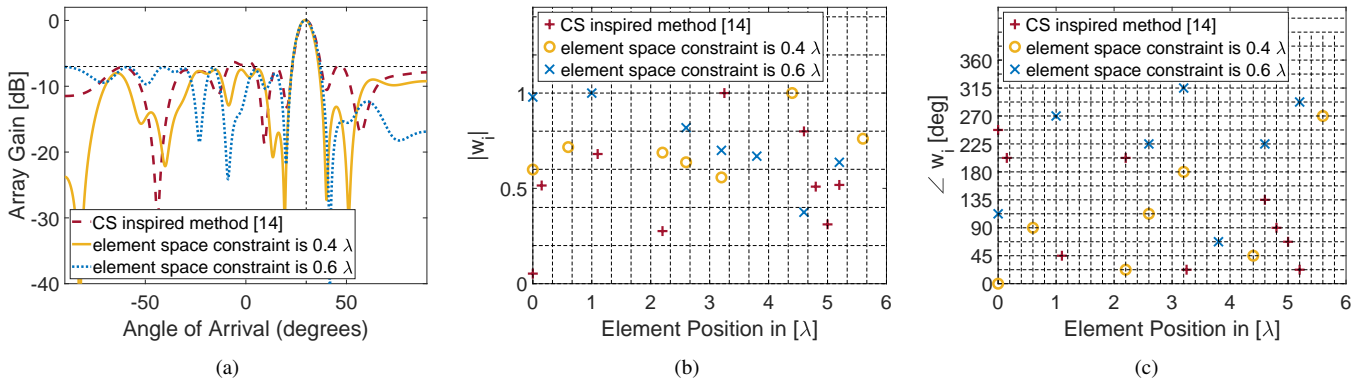 0
-10
-20
-30
-40
Array Gain [dB]
CS inspired method [14]
element space constraint is 0.4 λ
element space constraint is 0.6 λ
-50
0
50
Angle of Arrival (degrees)
(a)
CS inspired method [14]
element space constraint is 0.4 λ
element space constraint is 0.6 λ
1
0.5
0
|w_i|
0
1
2
3
4
5
6
Element Position in [λ]
(b)
CS inspired method [14]
element space constraint is 0.4 λ
element space constraint is 0.6 λ
360
315
270
225
180
135
90
45
0
∠ w_i [deg]
0
1
2
3
4
5
6
Element Position in [λ]
(c)